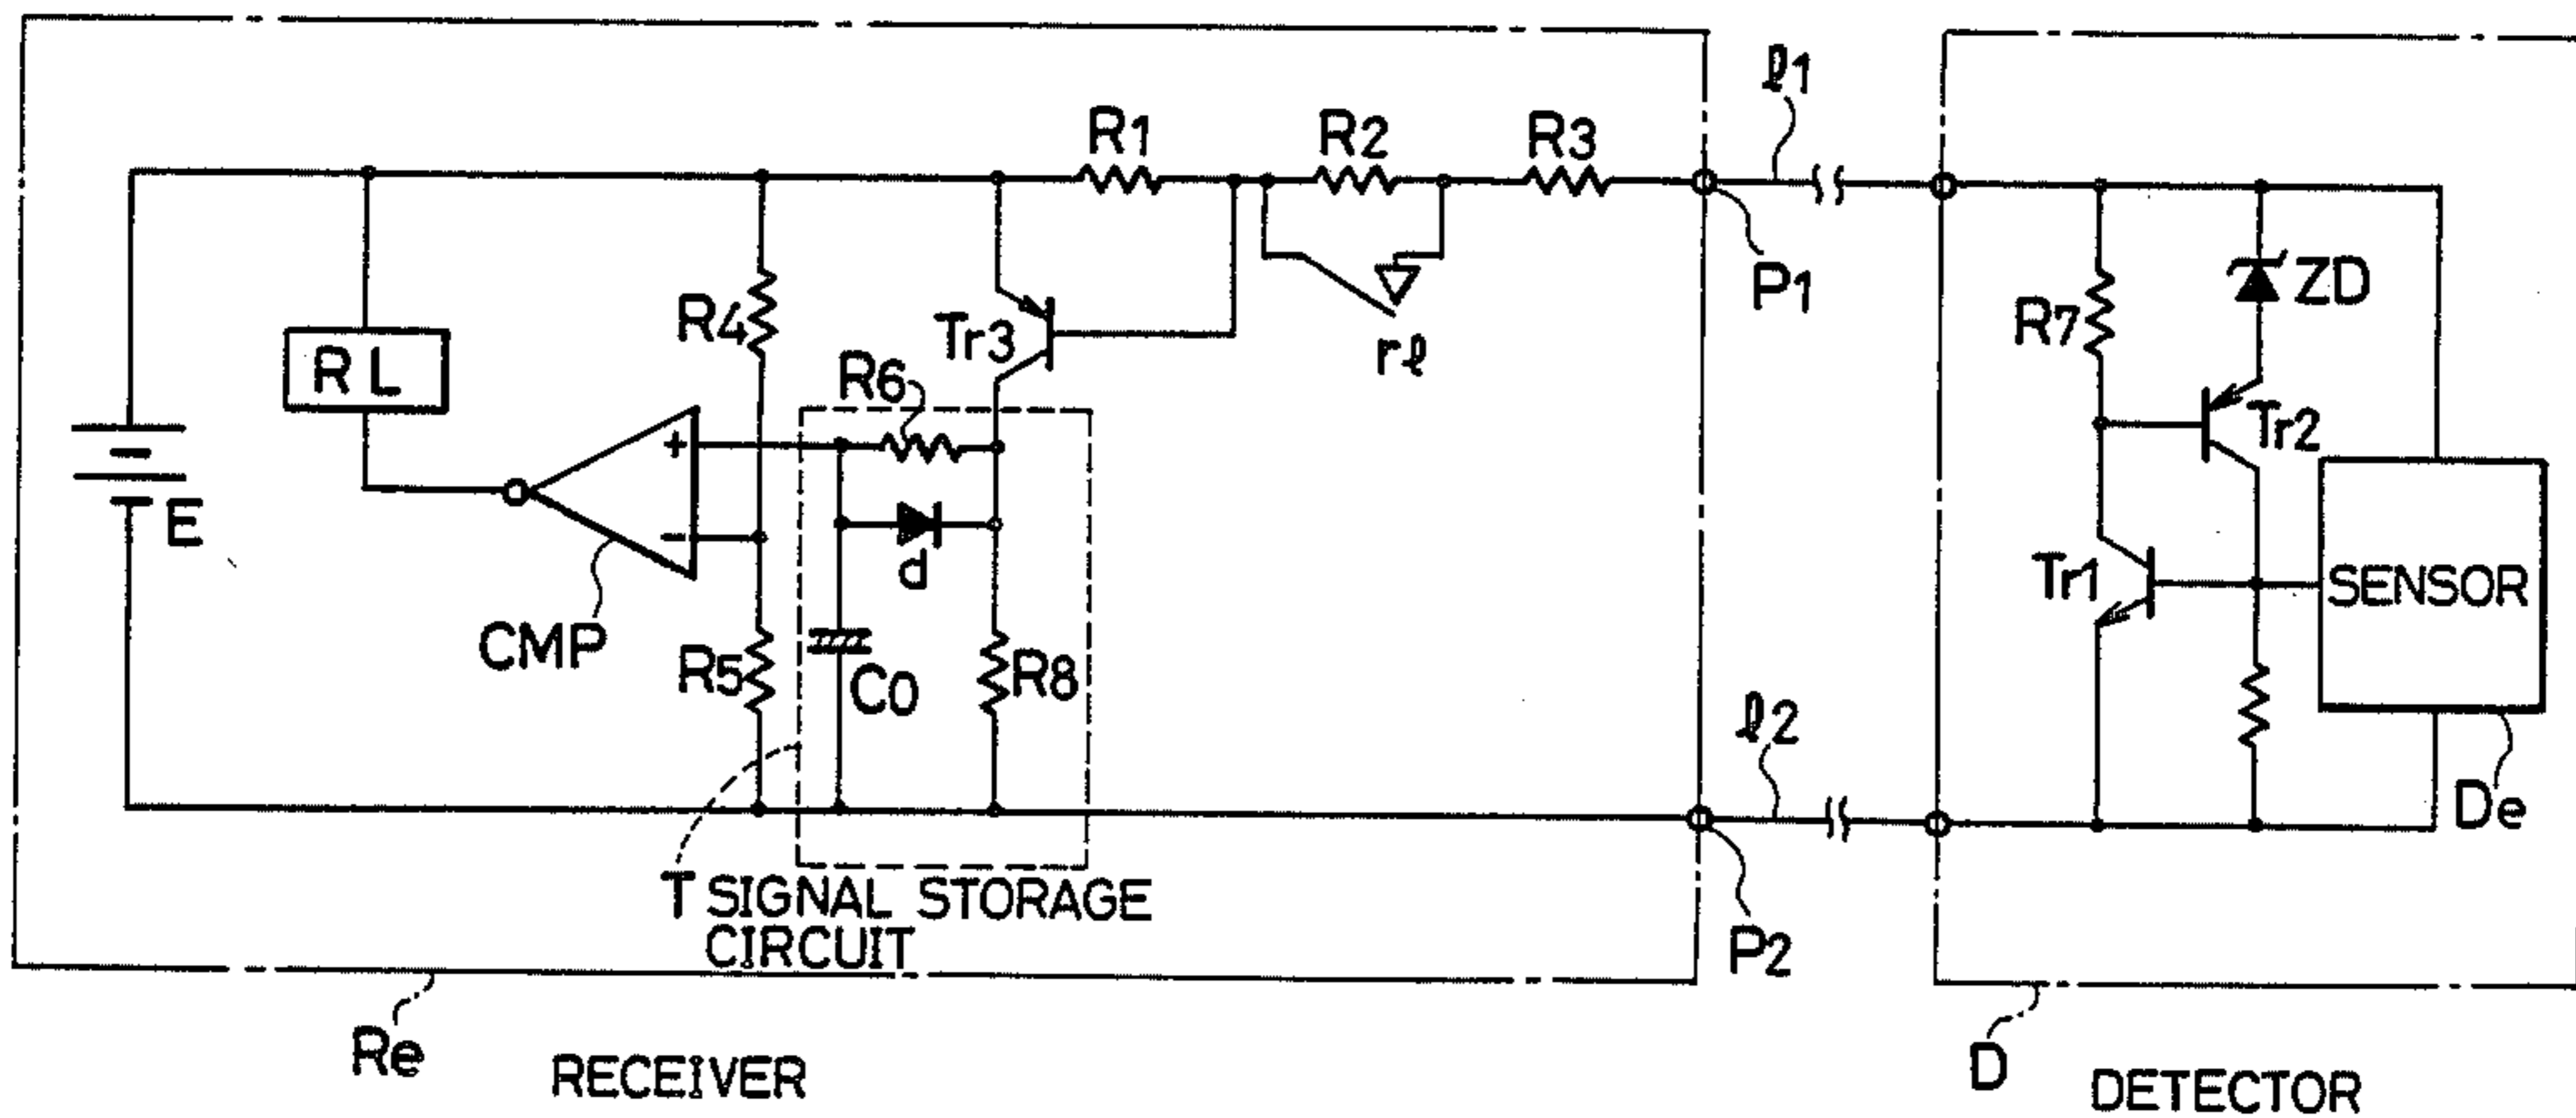 ℓ1
R1
R2
R3
P1
R4
Tr3
rℓ
R7
ZD
RL
R6
Tr2
+
E
-
d
Tr1
SENSOR
CMP
R5
C0
R8
ℓ2
De
T SIGNAL STORAGE
CIRCUIT
P2
Re
RECEIVER
D
DETECTOR